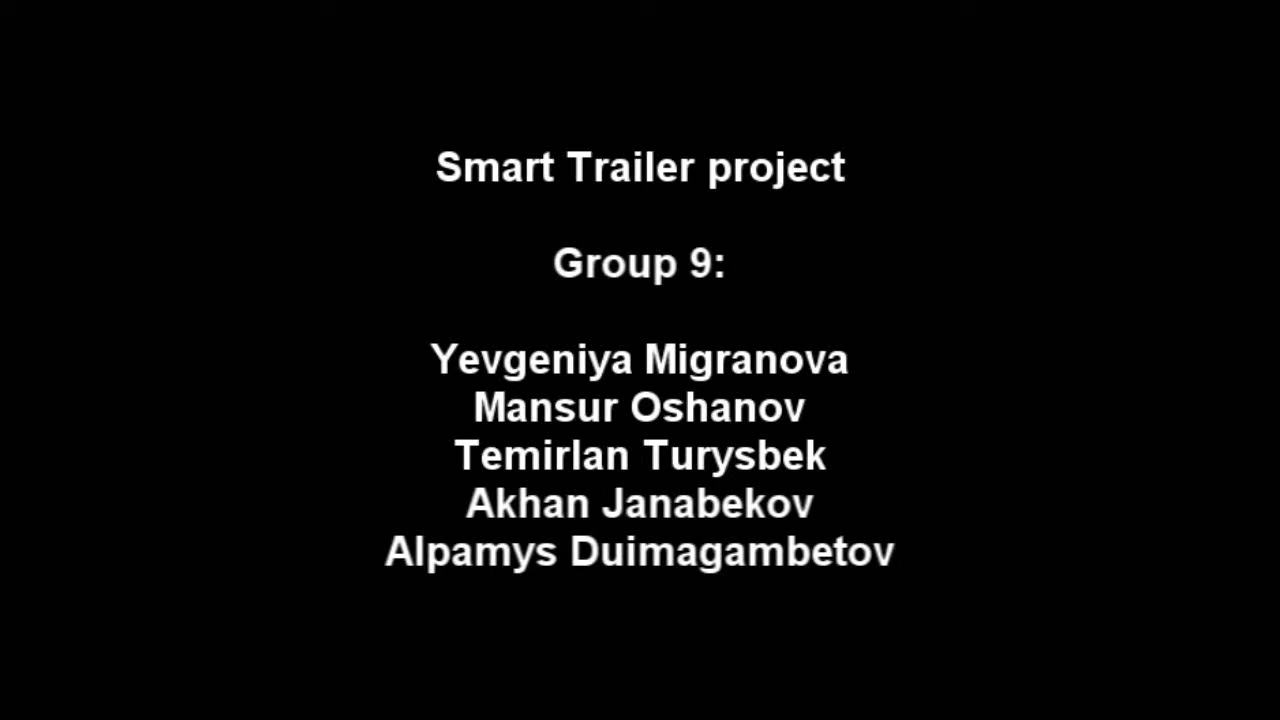 Smart Trailer project
Group 9:
Yevgeniya Migranova
Mansur Oshanov
Temirlan Turysbek
Akhan Janabekov
Alpamys Duimagambetov